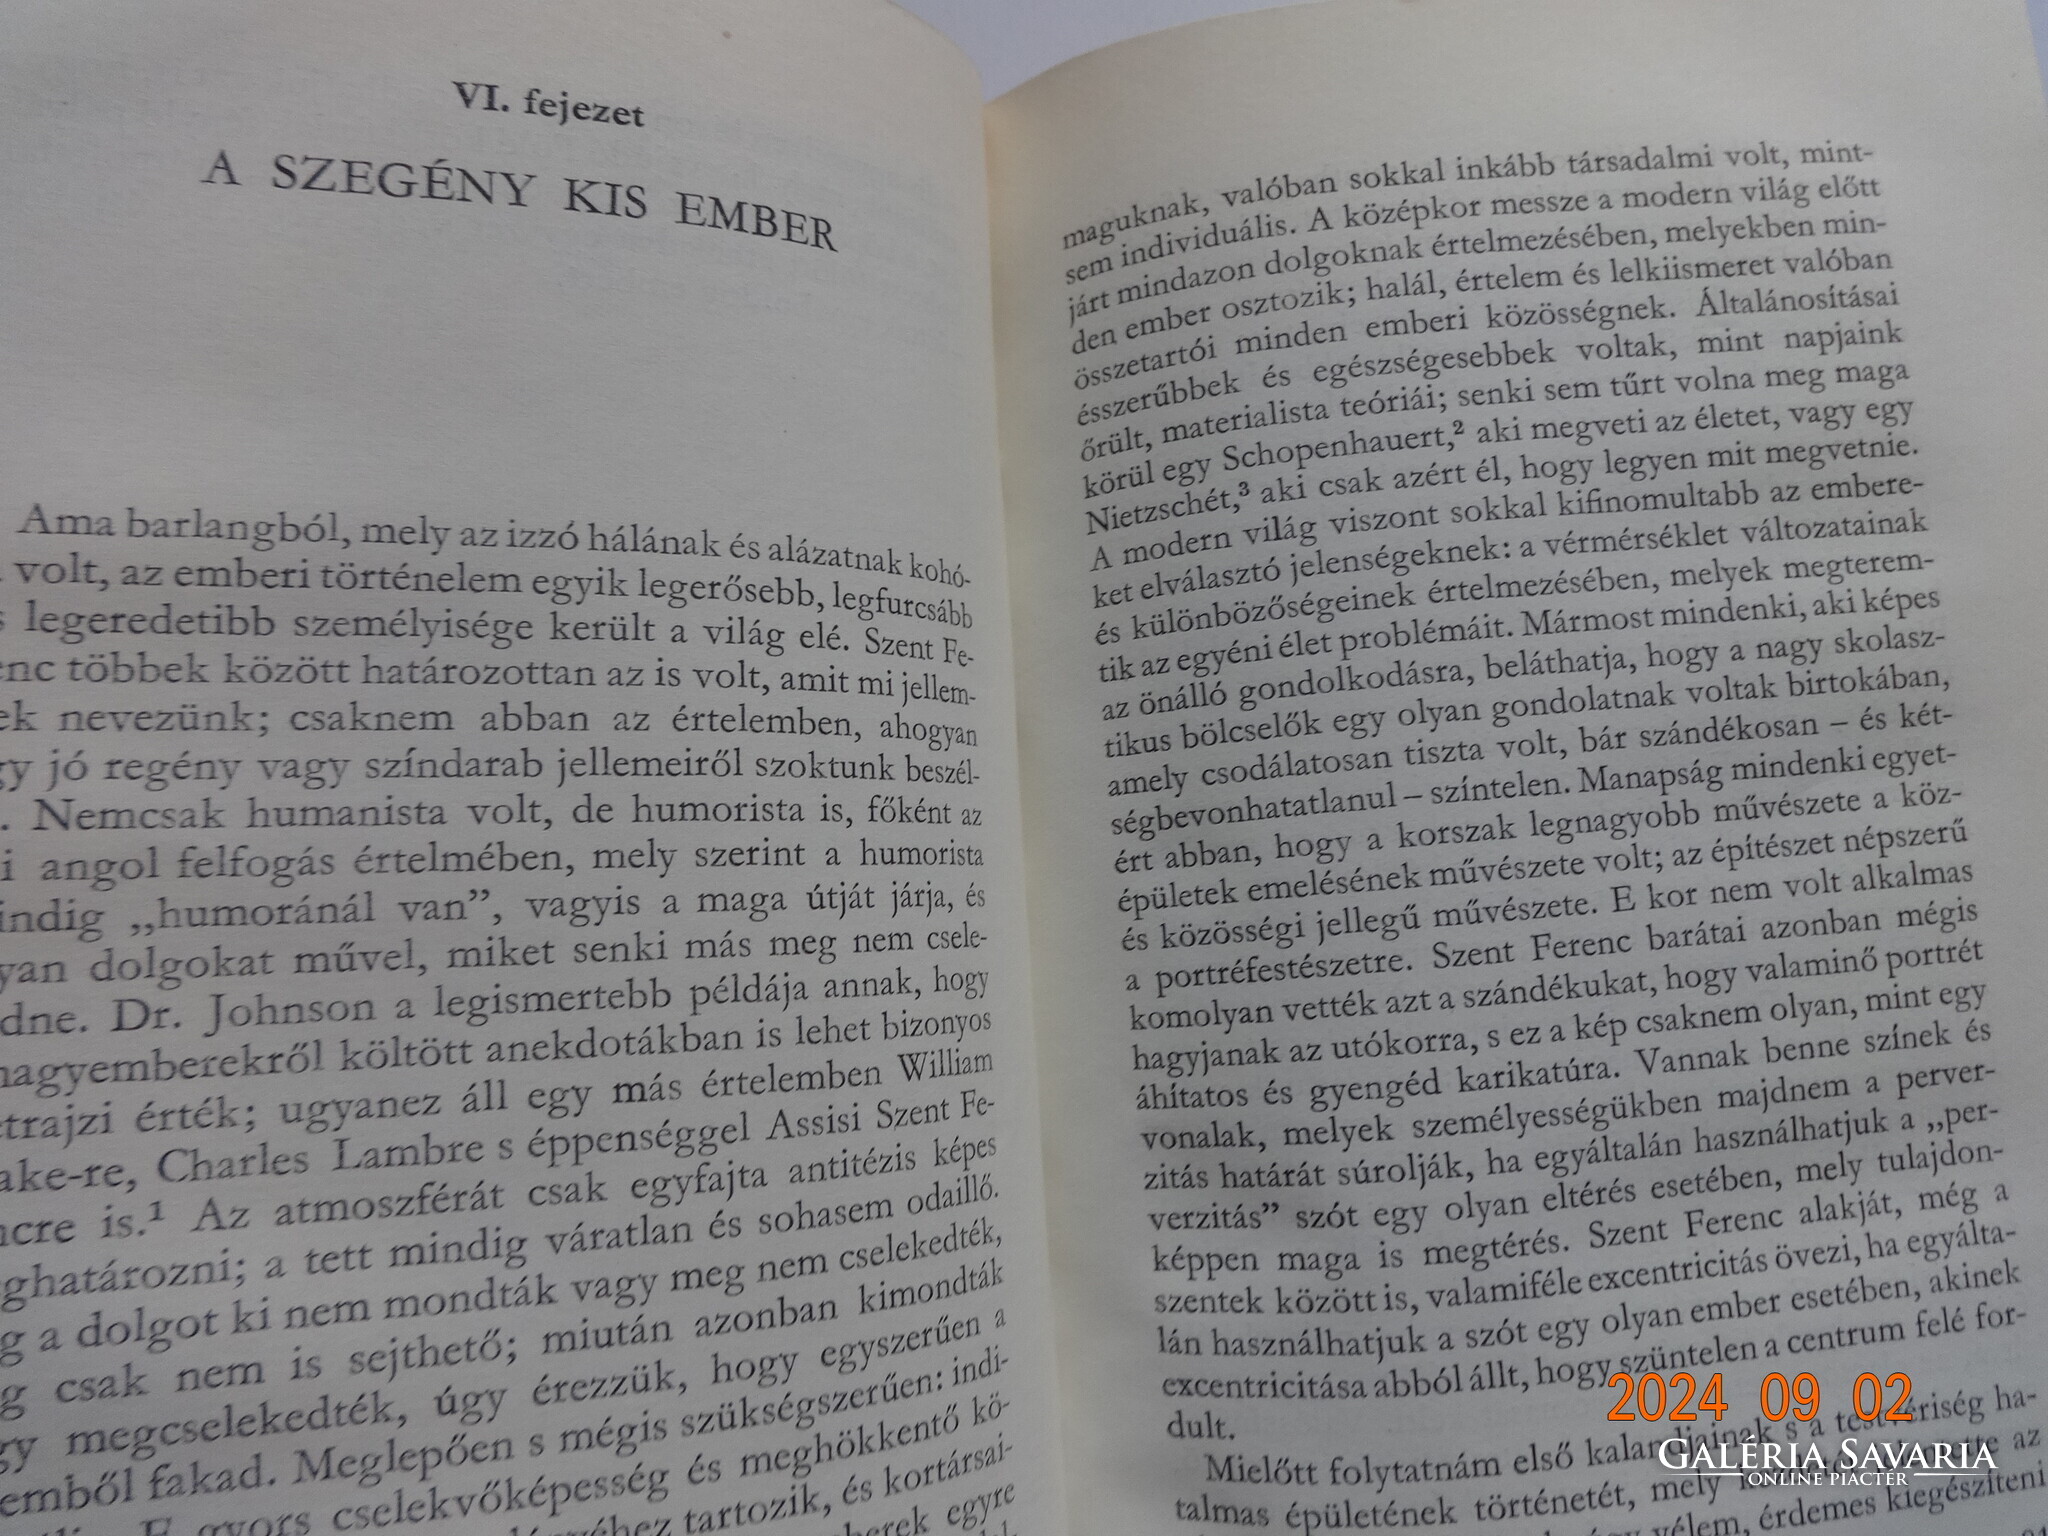 VI. fejezet
A SZEGÉNY KIS EMBER
Ama barlangból, mely az izzó hálának és alázatnak kohó-
volt, az emberi történelem egyik legerősebb, legfurcsább
legeredetibb személyisége került a világ elé. Szent Fe-
többek között határozottan az is volt, amit mi jellem-
nevezünk; csaknem abban az értelemben, ahogyan
jó regény vagy színdarab jellemeiről szoktunk beszél-
Nemcsak humanista volt, de humorista is, főként az
angol felfogás értelmében, mely szerint a humorista
„humoránál van”, vagyis a maga útját járja, és
dolgokat művel, miket senki más meg nem csele-
dne. Dr. Johnson a legismertebb példája annak, hogy
nagyemberekről költött anekdotákban is lehet bizonyos
érték; ugyanez áll egy más értelemben William
ake-re, Charles Lambre s éppenséggel Assisi Szent Fe-
is.¹ Az atmoszférát csak egyfajta antitézis képes
ghatározni; a tett mindig váratlan és sohasem odaillő.
a dolgot ki nem mondták vagy meg nem cselekedték,
csak nem is sejthető; miután azonban kimondták
megcselekedték, úgy érezzük, hogy egyszerűen a
emből fakad. Meglepően s mégis szükségszerűen: indi-
E gyors cselekvőképesség és meghökkentő kö-
tartozik, és kortársai-
egyre
maguknak, valóban sokkal inkább társadalmi volt, mint-
sem individuális. A középkor messze a modern világ előtt
járt mindazon dolgoknak értelmezésében, melyekben min-
den ember osztozik; halál, értelem és lelkiismeret valóban
összetartói minden emberi közösségnek. Általánosításai
ésszerűbbek és egészségesebbek voltak, mint napjaink
őrült, materialista teóriái; senki sem tűrt volna meg maga
körül egy Schopenhauert,² aki megveti az életet, vagy egy
Nietzschét,³ aki csak azért él, hogy legyen mit megvetnie.
A modern világ viszont sokkal kifinomultabb az embere-
ket elválasztó jelenségeknek: a vérmérséklet változatainak
és különbözőségeinek értelmezésében, melyek megterem-
tik az egyéni élet problémáit. Mármost mindenki, aki képes
az önálló gondolkodásra, beláthatja, hogy a nagy skolasz-
tikus bölcselők egy olyan gondolatnak voltak birtokában,
amely csodálatosan tiszta volt, bár szándékosan – és két-
ségbevonhatatlanul – színtelen. Manapság mindenki egyet-
ért abban, hogy a korszak legnagyobb művészete a köz-
épületek emelésének művészete volt; az építészet népszerű
és közösségi jellegű művészete. E kor nem volt alkalmas
a portréfestészetre. Szent Ferenc barátai azonban mégis
komolyan vették azt a szándékukat, hogy valaminő portrét
hagyjanak az utókorra, s ez a kép csaknem olyan, mint egy
áhítatos és gyengéd karikatúra. Vannak benne színek és
vonalak, melyek személyességükben majdnem a perver-
zitás határát súrolják, ha egyáltalán használhatjuk a „per-
verzitás” szót egy olyan eltérés esetében, mely tulajdon-
képpen maga is megtérés. Szent Ferenc alakját, még a
szentek között is, valamiféle excentricitás övezi, ha egyálta-
lán használhatjuk a szót egy olyan ember esetében, akinek
excentricitása abból állt, hogy szüntelen a centrum felé for-
dult.
Mielőtt folytatnám első kalandjainak s a testvériség ha-
talmas épületének történetét, mely
vélem, érdemes kiegészíteni
2024 09 02
GALÉRIA SAVARIA
ONLINE PIACTÉR